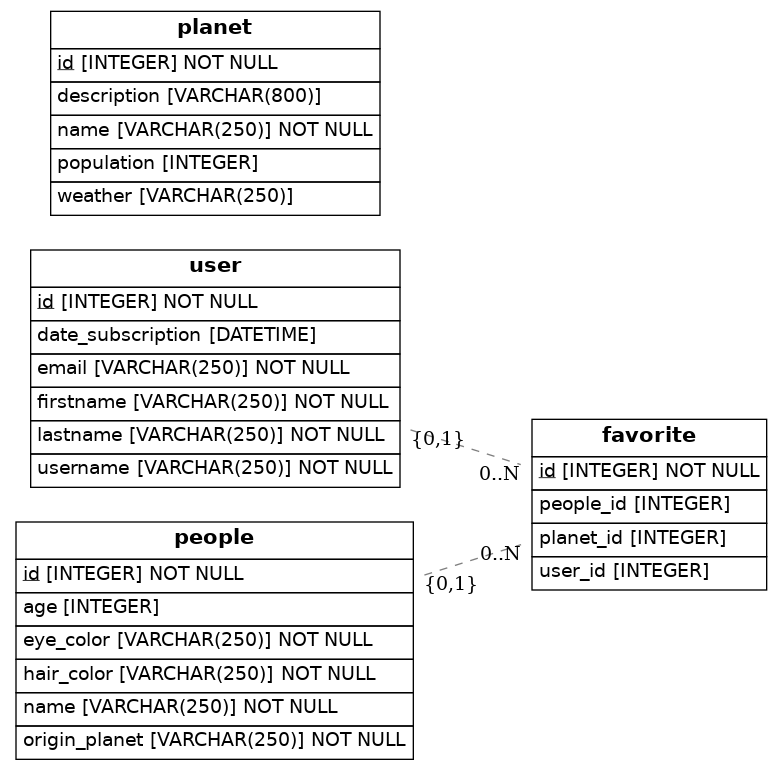 planet
id [INTEGER] NOT NULL
description [VARCHAR(800)]
name [VARCHAR(250)] NOT NULL
population [INTEGER]
weather [VARCHAR(250)]
user
id [INTEGER] NOT NULL
date_subscription [DATETIME]
email [VARCHAR(250)] NOT NULL
firstname [VARCHAR(250)] NOT NULL
lastname [VARCHAR(250)] NOT NULL
username [VARCHAR(250)] NOT NULL
{0,1}
0..N
favorite
id [INTEGER] NOT NULL
people_id [INTEGER]
planet_id [INTEGER]
user_id [INTEGER]
people
id [INTEGER] NOT NULL
age [INTEGER]
eye_color [VARCHAR(250)] NOT NULL
hair_color [VARCHAR(250)] NOT NULL
name [VARCHAR(250)] NOT NULL
origin_planet [VARCHAR(250)] NOT NULL
0..N
{0,1}